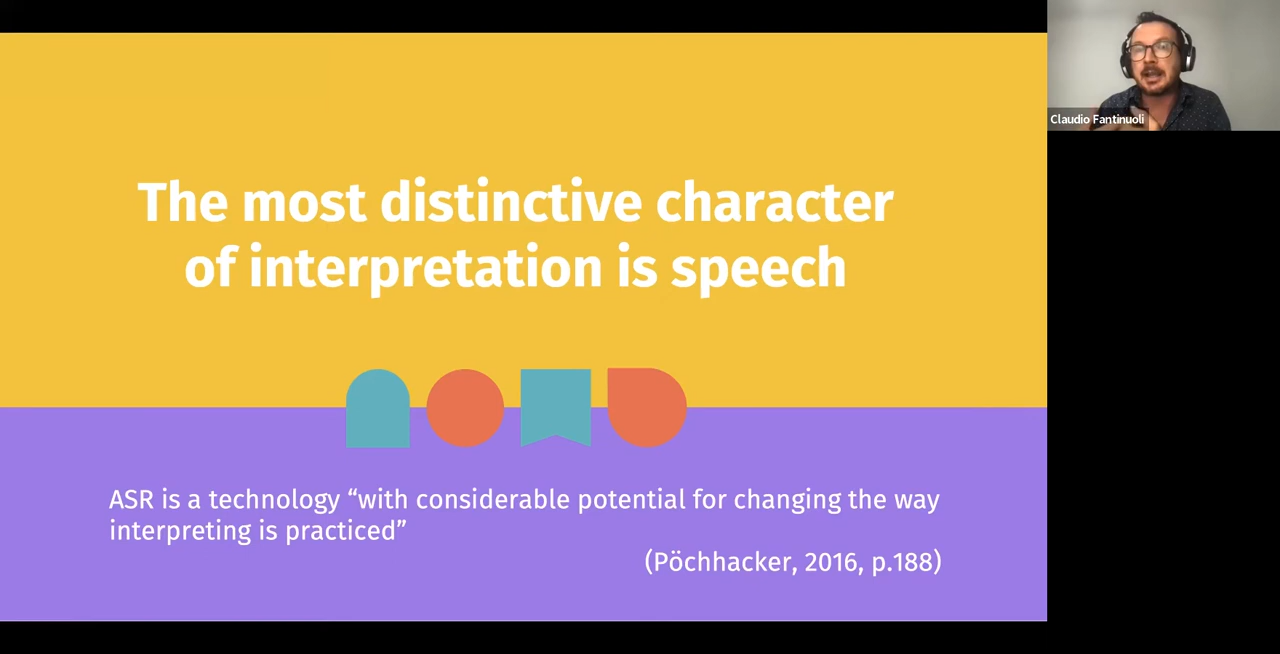 The most distinctive character
of interpretation is speech
ASR is a technology “with considerable potential for changing the way
interpreting is practiced”
(Pöchhacker, 2016, p.188)
Claudio Fantinuoli